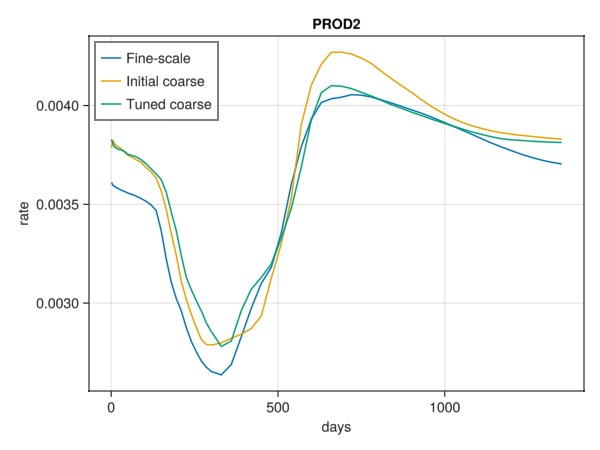 PROD2
Fine-scale
Initial coarse
Tuned coarse
0.0040
0.0035
0.0030
rate
0
500
1000
days